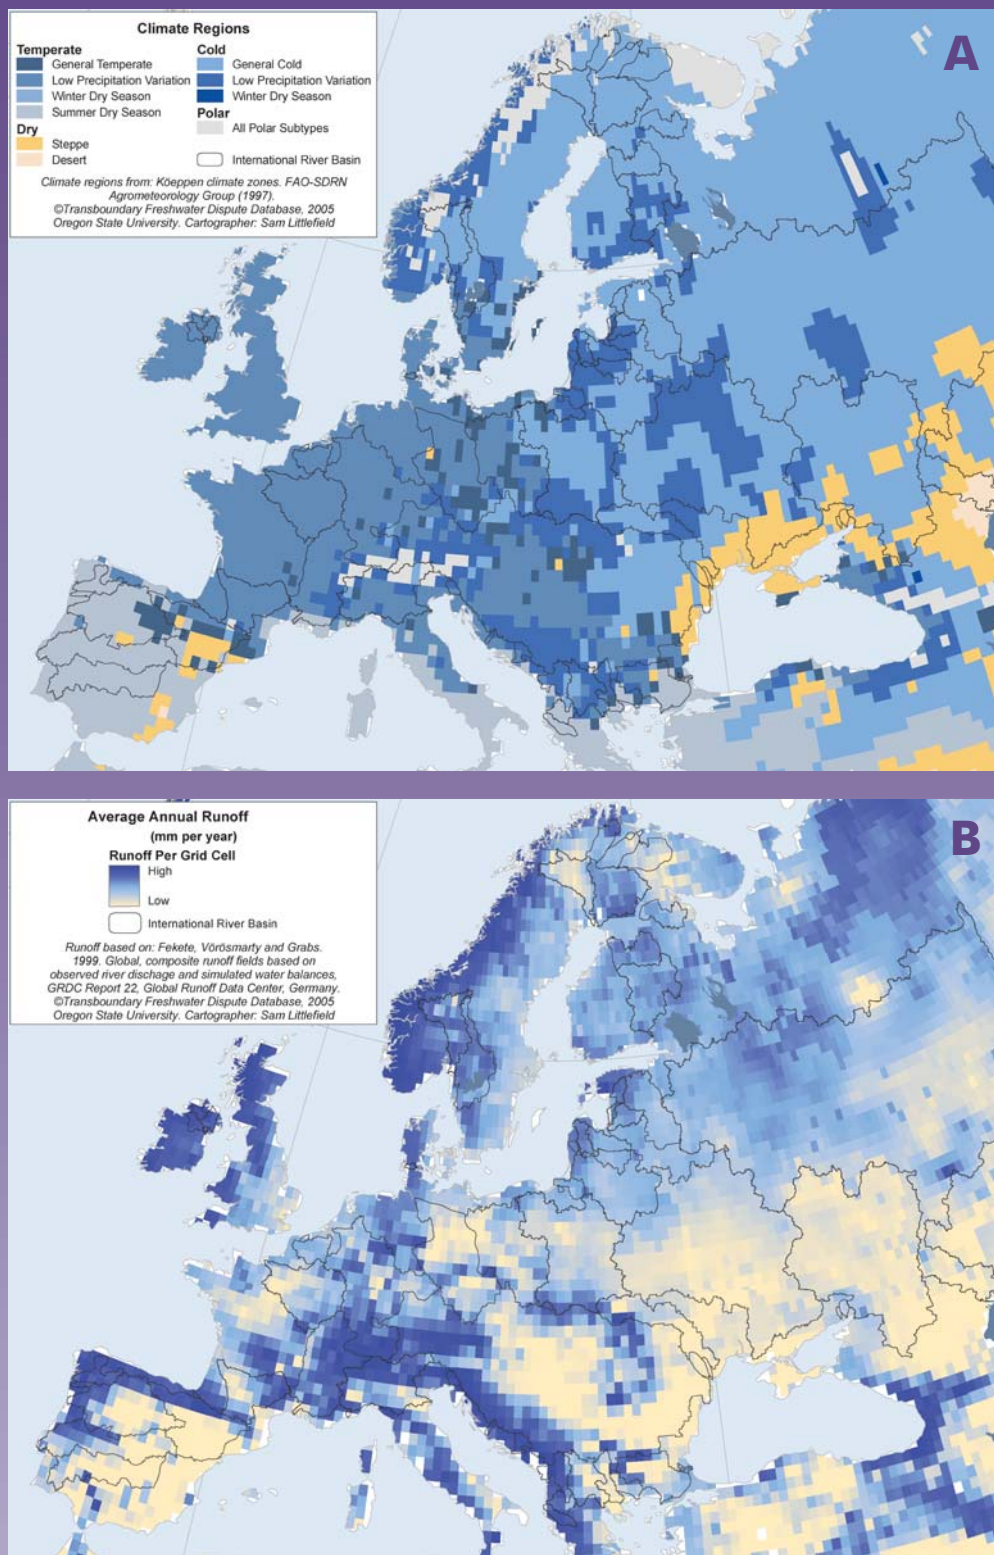 Climate Regions
Temperate
General Temperate
Low Precipitation Variation
Winter Dry Season
Summer Dry Season
Dry
Steppe
Desert
Cold
General Cold
Low Precipitation Variation
Winter Dry Season
Polar
All Polar Subtypes
International River Basin
Climate regions from: Köeppen climate zones. FAO-SDRN
Agrometeorology Group (1997).
©Transboundary Freshwater Dispute Database, 2005
Oregon State University. Cartographer: Sam Littlefield
A
Average Annual Runoff
(mm per year)
Runoff Per Grid Cell
High
Low
International River Basin
Runoff based on: Fekete, Vörösmarty and Grabs.
1999. Global, composite runoff fields based on
observed river dischage and simulated water balances,
GRDC Report 22, Global Runoff Data Center, Germany.
©Transboundary Freshwater Dispute Database, 2005
Oregon State University. Cartographer: Sam Littlefield
B